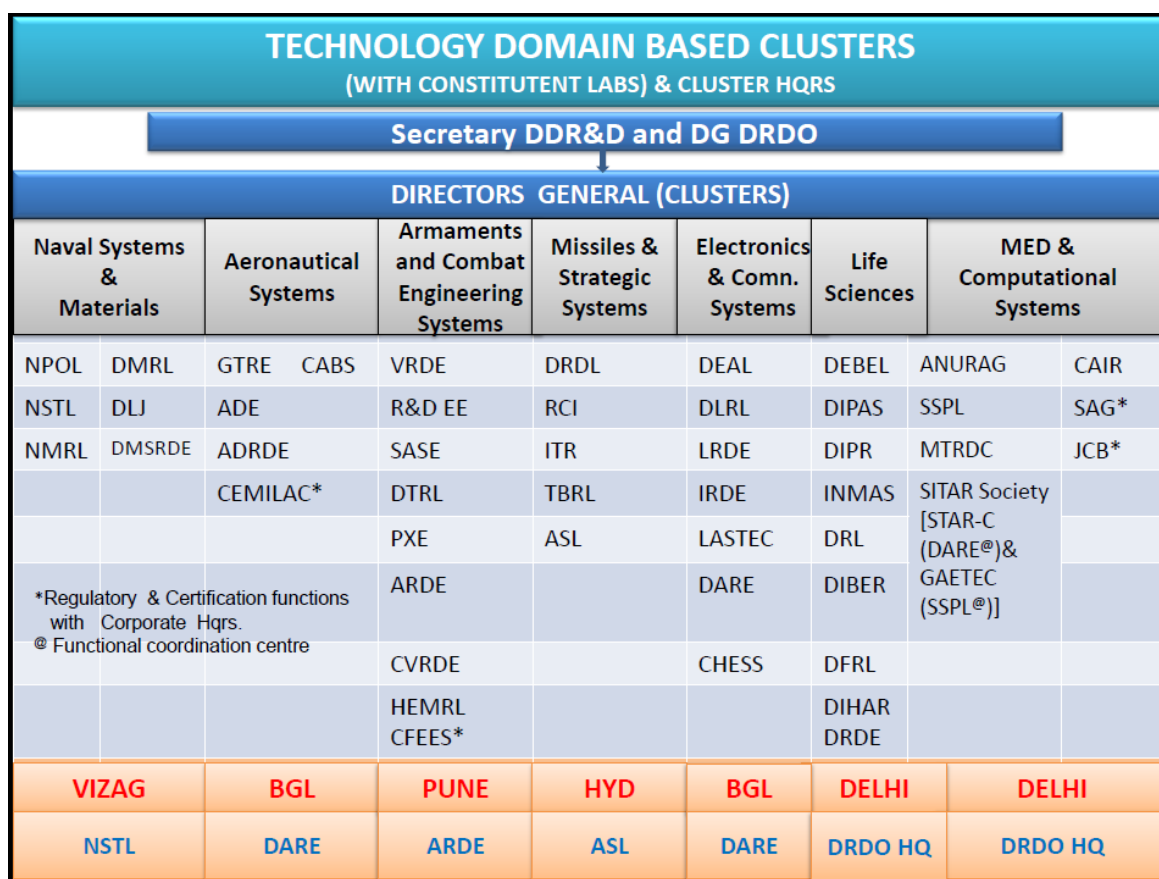 TECHNOLOGY DOMAIN BASED CLUSTERS
(WITH CONSTITUTENT LABS) & CLUSTER HQRS
Secretary DDR&D and DG DRDO
DIRECTORS GENERAL (CLUSTERS)
Naval Systems
&
Materials
Aeronautical
Systems
Armaments
and Combat
Engineering
Systems
Missiles &
Strategic
Systems
Electronics
& Comn.
Systems
Life
Sciences
MED &
Computational
Systems
NPOL DMRL GTRE CABS VRDE DRDL DEAL DEBEL ANURAG CAIR
NSTL DLJ ADE R&D EE RCI DLRL DIPAS SSPL SAG*
NMRL DMSRDE ADRDE SASE ITR LRDE DIPR MTRDC JCB*
CEMILAC* DTRL TBRL IRDE INMAS SITAR Society
[STAR-C
PXE ASL LASTEC DRL (DARE@)&
ARDE DARE DIBER GAETEC
(SSPL@)]
*Regulatory & Certification functions
with Corporate Hqrs.
@ Functional coordination centre
CVRDE CHESS DFRL
HEMRL DIHAR
CFEES* DRDE
VIZAG BGL PUNE HYD BGL DELHI DELHI
NSTL DARE ARDE ASL DARE DRDO HQ DRDO HQ